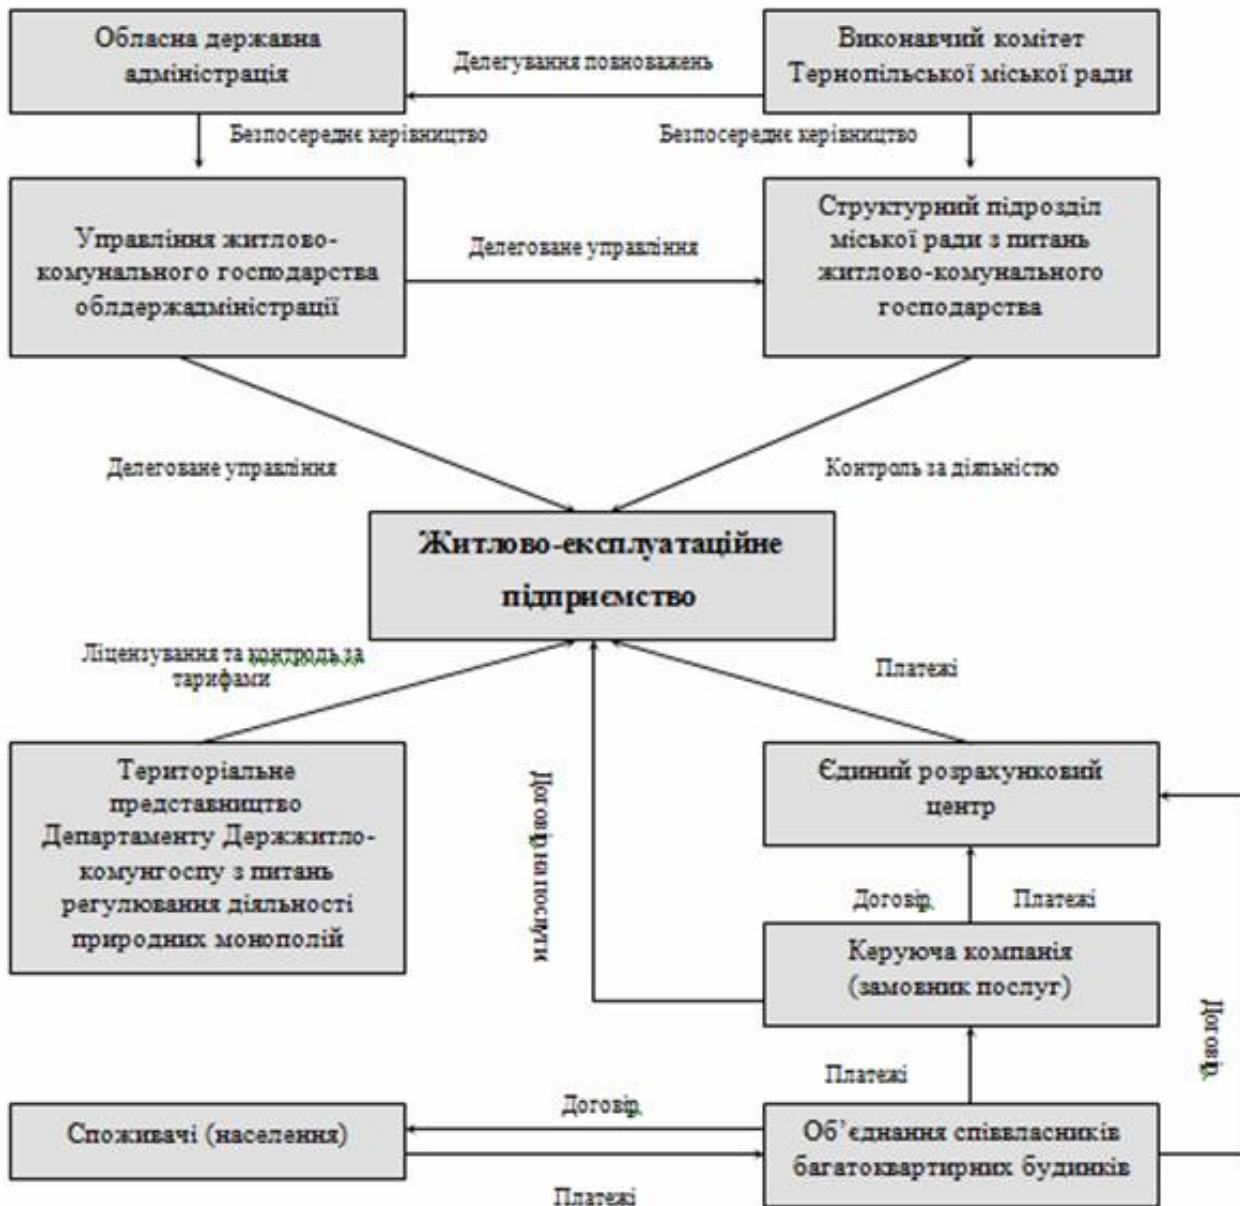 Обласна державна
адміністрація
Делегування повноважень
Виконавчий комітет
Тернопільської міської ради
Безпосереднє керівництво
Безпосереднє керівництво
Управління житлово-
комунального господарства
облдержадміністрації
Делеговане управління
Структурний підрозділ
міської ради з питань
житлово-комунального
господарства
Делеговане управління
Контроль за діяльністю
Житлово-експлуатаційне
підприємство
Ліцензування та контроль за
тарифами
Платежі
Територіальне
представництво
Департаменту Держжитло-
комунгоспу з питань
регулювання діяльності
природних монополій
Договір на послуги
Єдиний розрахунковий
центр
Договір
Платежі
Керуюча компанія
(замовник послуг)
Договір
Платежі
Споживачі (населення)
Договір
Об’єднання співвласників
багатоквартирних будинків
Платежі